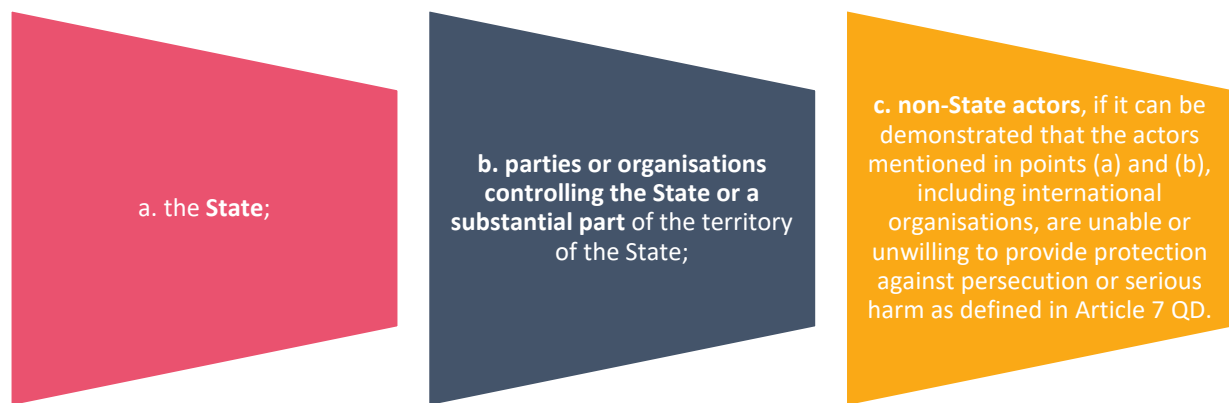 a. the State;
b. parties or organisations
controlling the State or a
substantial part of the territory
of the State;
c. non-State actors, if it can be
demonstrated that the actors
mentioned in points (a) and (b),
including international
organisations, are unable or
unwilling to provide protection
against persecution or serious
harm as defined in Article 7 QD.